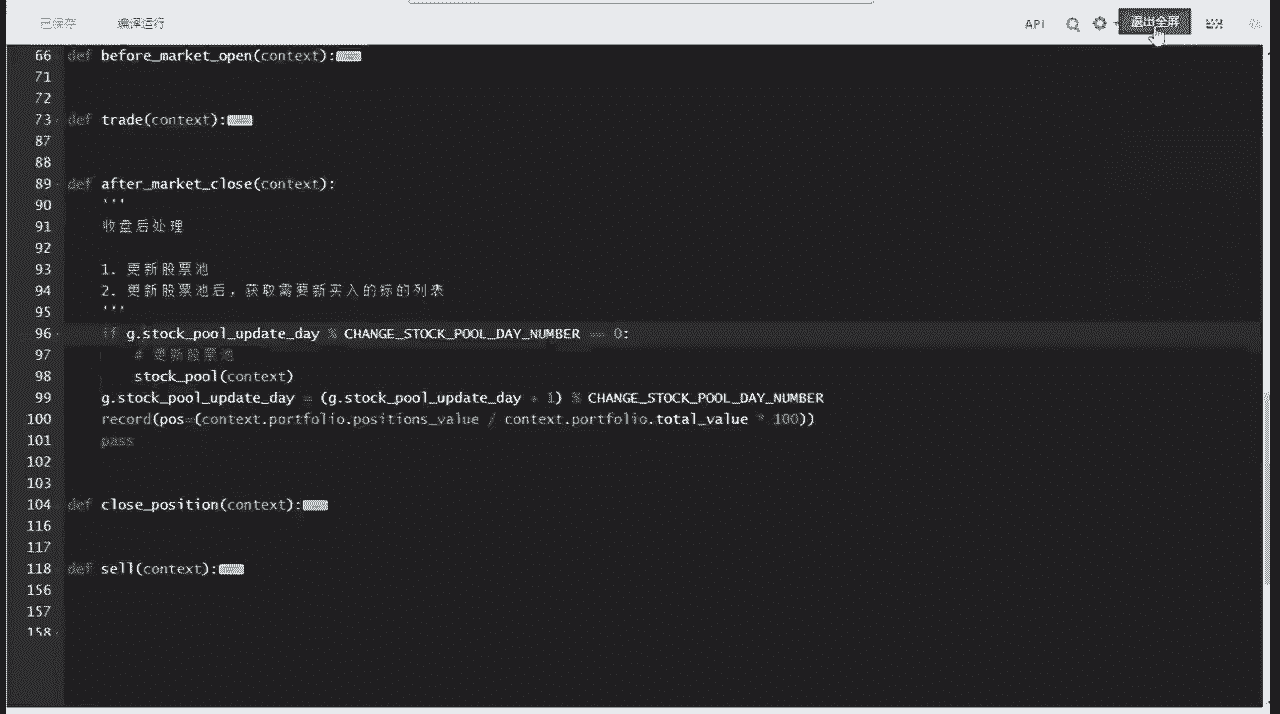 已保存 编译运行 API 退出全屏
66 def before_market_open(context):
71
72
73 def trade(context):
87
88
89 def after_market_close(context):
90 '''
91 收盘后处理
92
93 1. 更新股票池
94 2. 更新股票池后，获取需要新买入的标的列表
95 '''
96 if g.stock_pool_update_day % CHANGE_STOCK_POOL_DAY_NUMBER == 0:
97 # 更新股票池
98 stock_pool(context)
99 g.stock_pool_update_day = (g.stock_pool_update_day + 1) % CHANGE_STOCK_POOL_DAY_NUMBER
100 record(pos=(context.portfolio.positions_value / context.portfolio.total_value * 100))
101 pass
102
103
104 def close_position(context):
116
117
118 def sell(context):
156
157
158